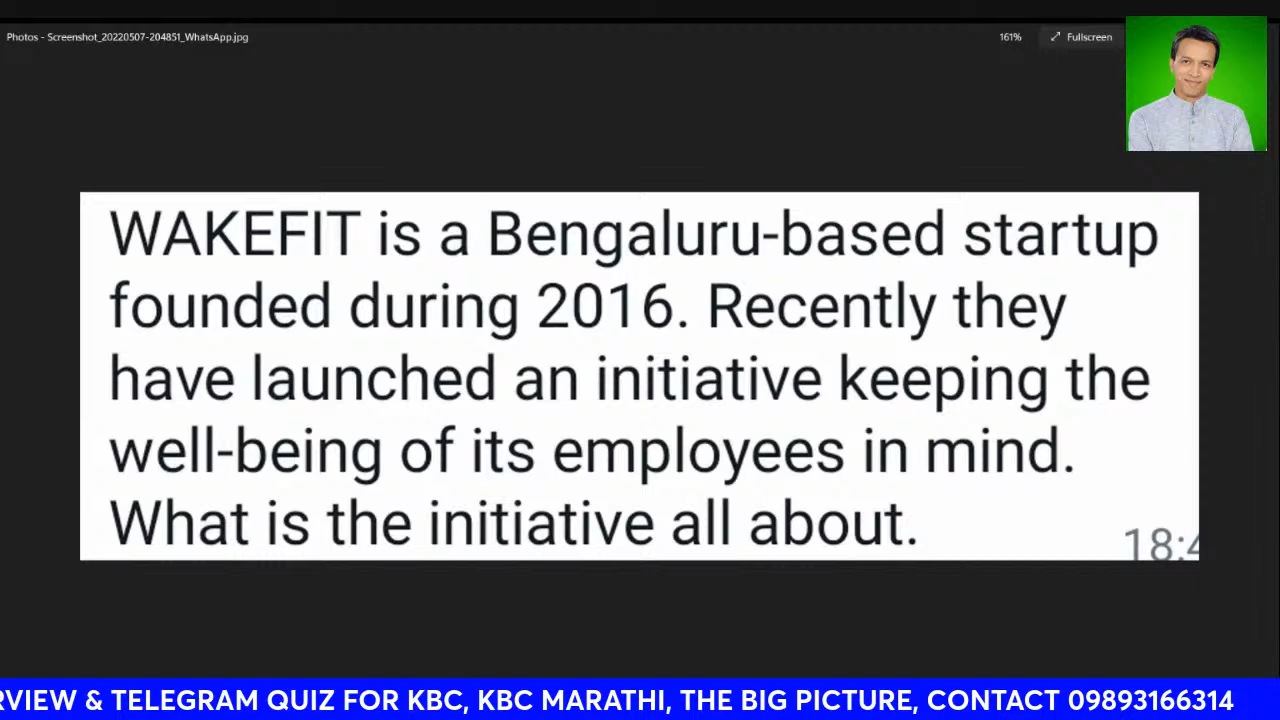 Photos - Screenshot_20220507-204851_WhatsApp.jpg
161%
Fullscreen
WAKEFIT is a Bengaluru-based startup
founded during 2016. Recently they
have launched an initiative keeping the
well-being of its employees in mind.
What is the initiative all about.
18:4
RVIEW & TELEGRAM QUIZ FOR KBC, KBC MARATHI, THE BIG PICTURE, CONTACT 09893166314